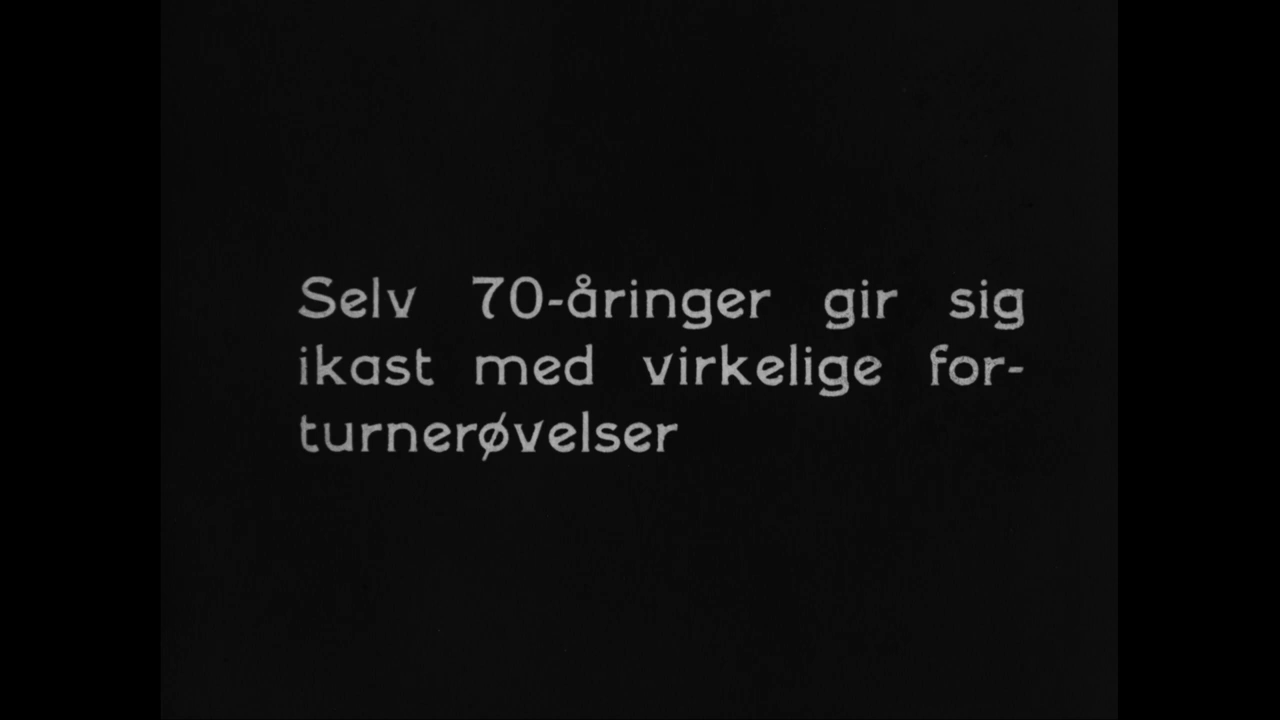 Selv 70-åringer gir sig
ikast med virkelige for-
turnerøvelser